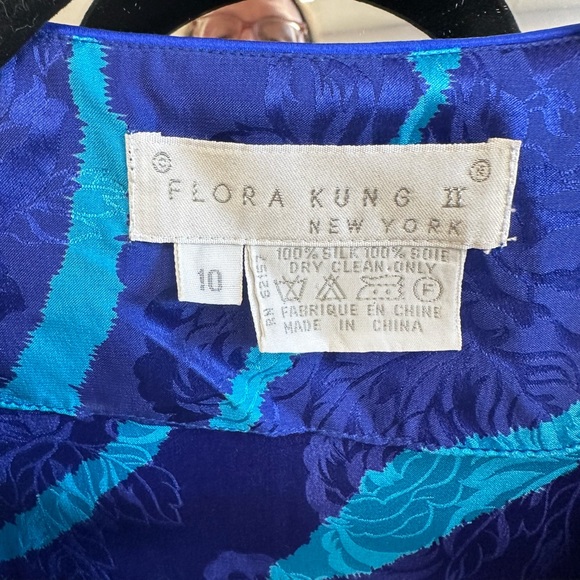 © ®
FLORA KUNG II
NEW YORK
10
RN 62157
100% SILK 100% SOIE
DRY CLEAN ONLY
F
FABRIQUE EN CHINE
MADE IN CHINA